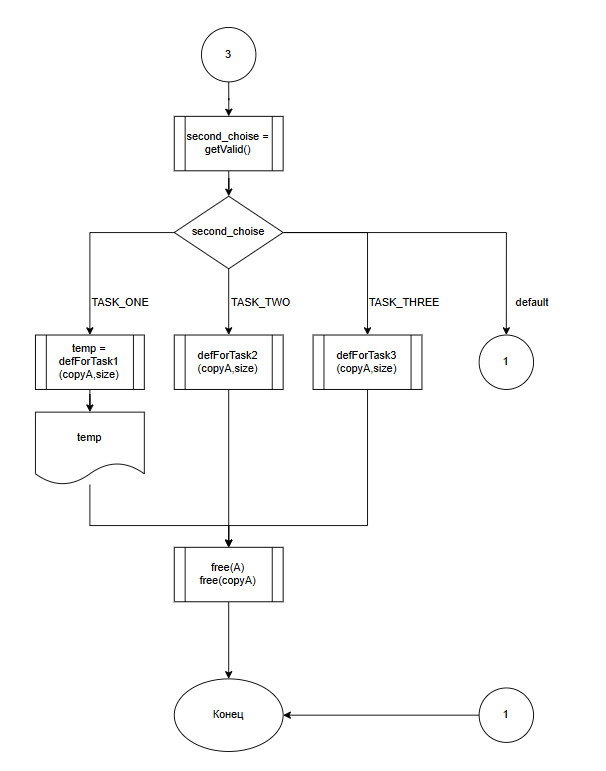 3
second_choise =
getValid()
second_choise
TASK_ONE
TASK_TWO
TASK_THREE
default
temp =
defForTask1
(copyA,size)
defForTask2
(copyA,size)
defForTask3
(copyA,size)
1
temp
free(A)
free(copyA)
Конец
1